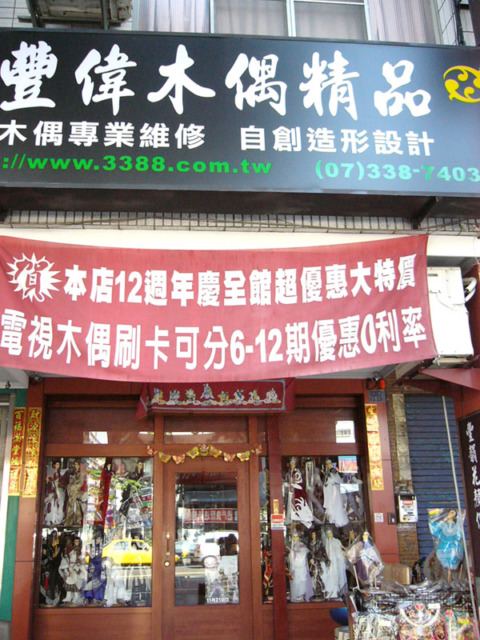 豐偉木偶精品
木偶專業維修 自創造形設計
://www.3388.com.tw (07)338-7403
賀 本店12週年慶全館超優惠大特價
電視木偶刷卡可分6-12期優惠0利率